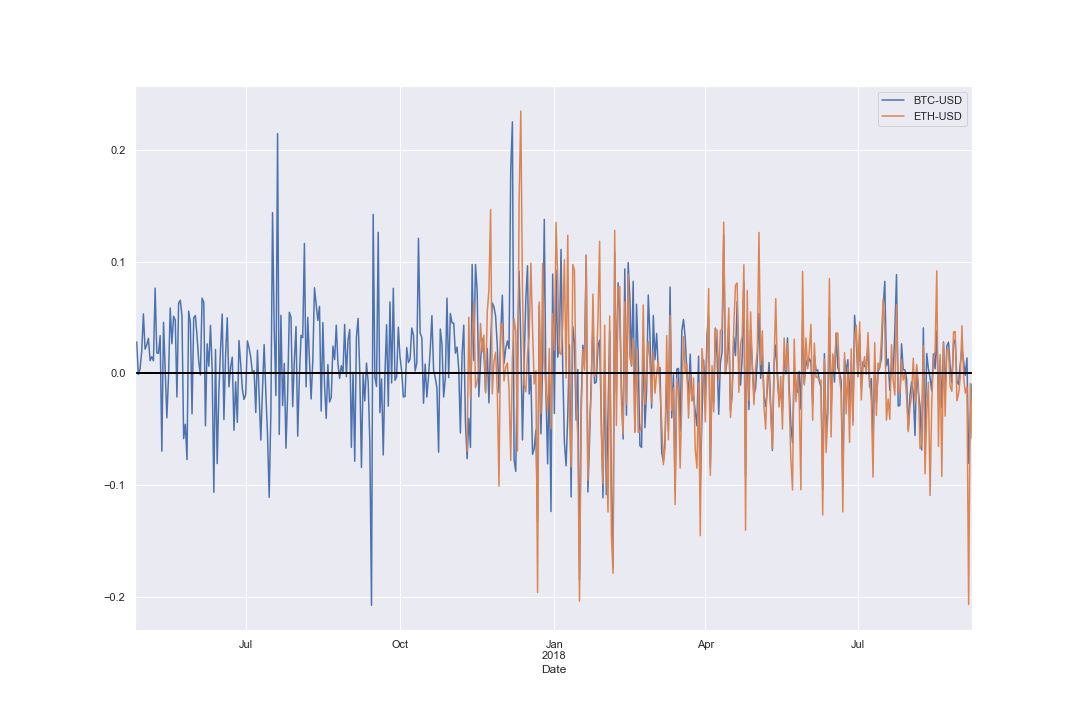 BTC-USD
ETH-USD
0.2
0.1
0.0
−0.1
−0.2
Jul
Oct
Jan
2018
Apr
Jul
Date